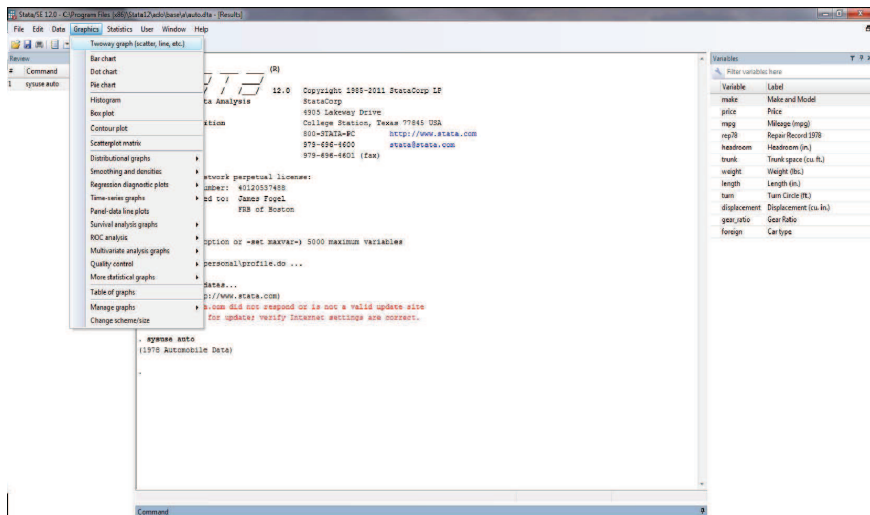 Stata/SE 12.0 - C:\Program Files (x86)\Stata12\ado\base\a\auto.dta - [Results]
File Edit Data Graphics Statistics User Window Help
Review
# Command
1 sysuse auto
Twoway graph (scatter, line, etc.)
Bar chart
Dot chart
Pie chart
Histogram
Box plot
Contour plot
Scatterplot matrix
Distributional graphs
Smoothing and densities
Regression diagnostic plots
Time-series graphs
Panel-data line plots
Survival analysis graphs
ROC analysis
Multivariate analysis graphs
Quality control
More statistical graphs
Table of graphs
Manage graphs
Change scheme/size
(R)
12.0 Copyright 1985-2011 StataCorp LP
ta Analysis StataCorp
4905 Lakeway Drive
ition College Station, Texas 77845 USA
800-STATA-PC http://www.stata.com
979-696-4600 stata@stata.com
979-696-4601 (fax)
etwork perpetual license:
umber: 40120537488
ed to: James Fogel
FRB of Boston
option or -set maxvar-) 5000 maximum variables
personal\profile.do ...
dates...
p://www.stata.com)
a.com did not respond or is not a valid update site
for update; verify Internet settings are correct.
. sysuse auto
(1978 Automobile Data)
.
Command
Variables
Filter variables here
Variable Label
make Make and Model
price Price
mpg Mileage (mpg)
rep78 Repair Record 1978
headroom Headroom (in.)
trunk Trunk space (cu. ft.)
weight Weight (lbs.)
length Length (in.)
turn Turn Circle (ft.)
displacement Displacement (cu. in.)
gear_ratio Gear Ratio
foreign Car type